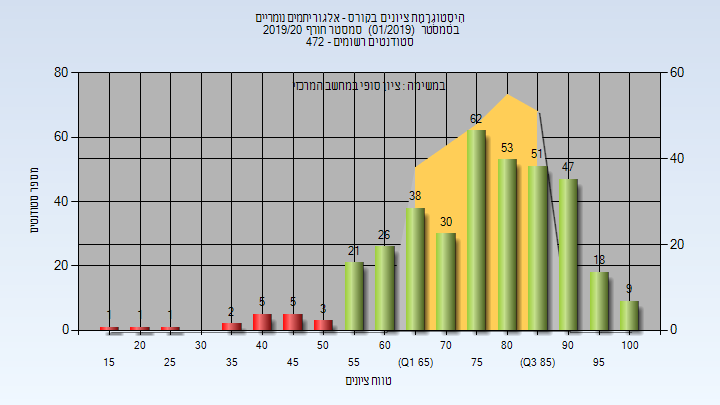 היסטוגרמת ציונים בקורס - אלגוריתמים נומריים
בסמסטר (01/2019) סמסטר חורף 2019/20
סטודנטים רשומים - 472
במשימה : ציון סופי במחשב המרכזי
80
60
40
20
0
60
40
20
0
מספר סטודנטים
1 1 1 2 5 5 3 21 26 38 30 62 53 51 47 18 9
20 30 40 50 60 70 80 90 100
15 25 35 45 55 (Q1 65) 75 (Q3 85) 95
טווח ציונים